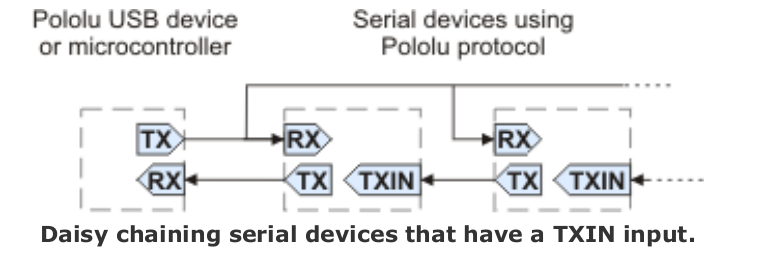 Pololu USB device
or microcontroller
Serial devices using
Pololu protocol
TX
RX
RX
RX
TX
TXIN
TX
TXIN
Daisy chaining serial devices that have a TXIN input.